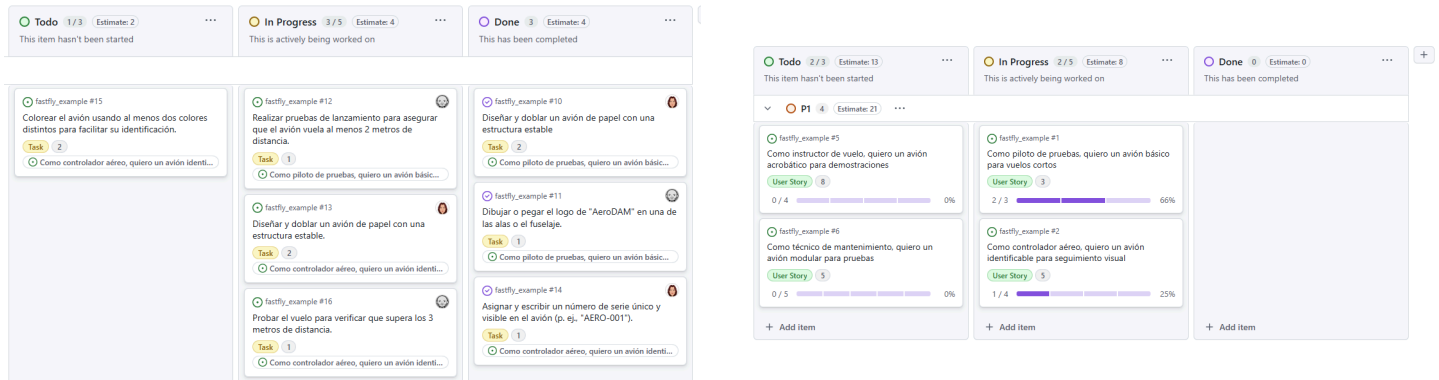 Todo 1 / 3 Estimate: 2 ...
This item hasn't been started
fastfly_example #15
Colorear el avión usando al menos dos colores
distintos para facilitar su identificación.
Task 2
Como controlador aéreo, quiero un avión identi...
In Progress 3 / 5 Estimate: 4 ...
This is actively being worked on
fastfly_example #12
Realizar pruebas de lanzamiento para asegurar
que el avión vuela al menos 2 metros de
distancia.
Task 1
Como piloto de pruebas, quiero un avión básic...
fastfly_example #13
Diseñar y doblar un avión de papel con una
estructura estable.
Task 2
Como controlador aéreo, quiero un avión identi...
fastfly_example #16
Probar el vuelo para verificar que supera los 3
metros de distancia.
Task 1
Como controlador aéreo, quiero un avión identi...
Done 3 Estimate: 4 ...
This has been completed
fastfly_example #10
Diseñar y doblar un avión de papel con una
estructura estable
Task 2
Como piloto de pruebas, quiero un avión básic...
fastfly_example #11
Dibujar o pegar el logo de "AeroDAM" en una de
las alas o el fuselaje.
Task 1
Como piloto de pruebas, quiero un avión básic...
fastfly_example #14
Asignar y escribir un número de serie único y
visible en el avión (p. ej., "AERO-001").
Task 1
Como controlador aéreo, quiero un avión identi...
Todo 2 / 3 Estimate: 13 ...
This item hasn't been started
In Progress 2 / 5 Estimate: 8 ...
This is actively being worked on
Done 0 Estimate: 0 ...
This has been completed
+
P1 4 Estimate: 21 ...
fastfly_example #5
Como instructor de vuelo, quiero un avión
acrobático para demostraciones
User Story 8
0 / 4 0%
fastfly_example #6
Como técnico de mantenimiento, quiero un
avión modular para pruebas
User Story 5
0 / 5 0%
+ Add item
fastfly_example #1
Como piloto de pruebas, quiero un avión básico
para vuelos cortos
User Story 3
2 / 3 66%
fastfly_example #2
Como controlador aéreo, quiero un avión
identificable para seguimiento visual
User Story 5
1 / 4 25%
+ Add item
+ Add item